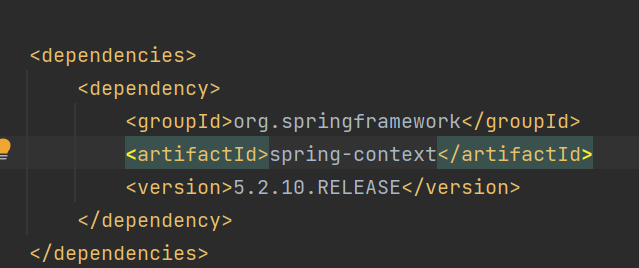 <dependencies>
<dependency>
<groupId>org.springframework</groupId>
<artifactId>spring-context</artifactId>
<version>5.2.10.RELEASE</version>
</dependency>
</dependencies>